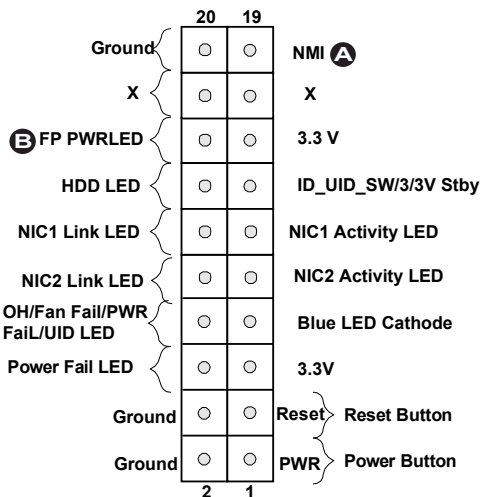 20 19
Ground NMI A
X X
B FP PWRLED 3.3 V
HDD LED ID_UID_SW/3/3V Stby
NIC1 Link LED NIC1 Activity LED
NIC2 Link LED NIC2 Activity LED
OH/Fan Fail/PWR
FaiL/UID LED
Blue LED Cathode
Power Fail LED 3.3V
Ground Reset Reset Button
Ground PWR Power Button
2 1